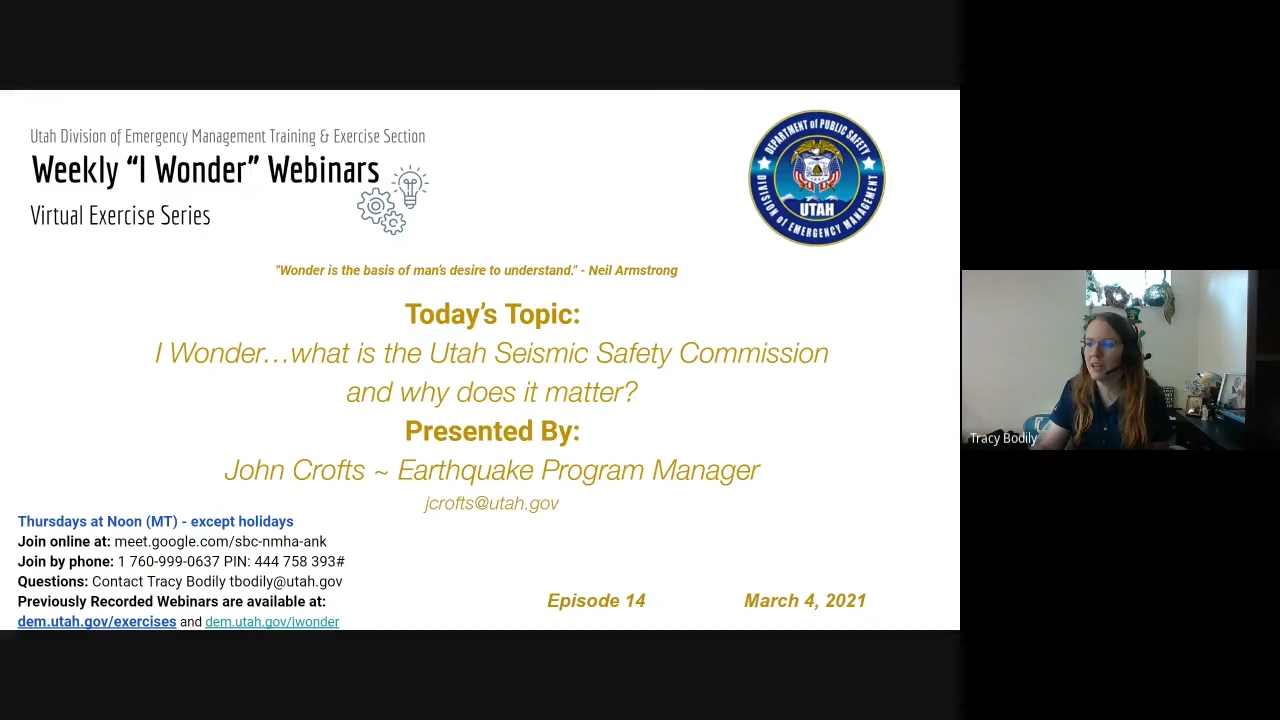 Utah Division of Emergency Management Training & Exercise Section
Weekly “I Wonder” Webinars
Virtual Exercise Series
DEPARTMENT of PUBLIC SAFETY
UTAH
DIVISION of EMERGENCY MANAGEMENT
"Wonder is the basis of man’s desire to understand." - Neil Armstrong
Today’s Topic:
I Wonder…what is the Utah Seismic Safety Commission
and why does it matter?
Presented By:
John Crofts ~ Earthquake Program Manager
jcrofts@utah.gov
Thursdays at Noon (MT) - except holidays
Join online at: meet.google.com/sbc-nmha-ank
Join by phone: 1 760-999-0637 PIN: 444 758 393#
Questions: Contact Tracy Bodily tbodily@utah.gov
Previously Recorded Webinars are available at:
dem.utah.gov/exercises and dem.utah.gov/iwonder
Episode 14
March 4, 2021
Tracy Bodily